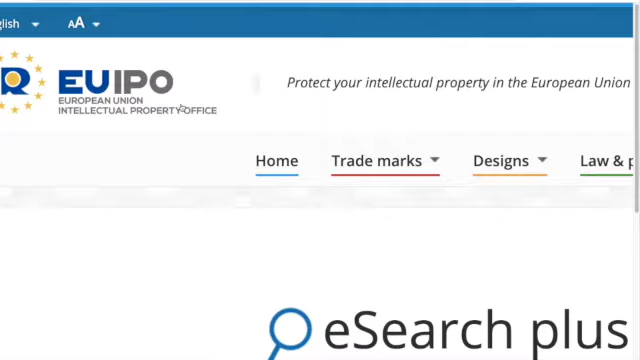 glish
AA
R
EUIPO
EUROPEAN UNION
INTELLECTUAL PROPERTY OFFICE
Protect your intellectual property in the European Union
Home
Trade marks
Designs
Law & p
eSearch plus